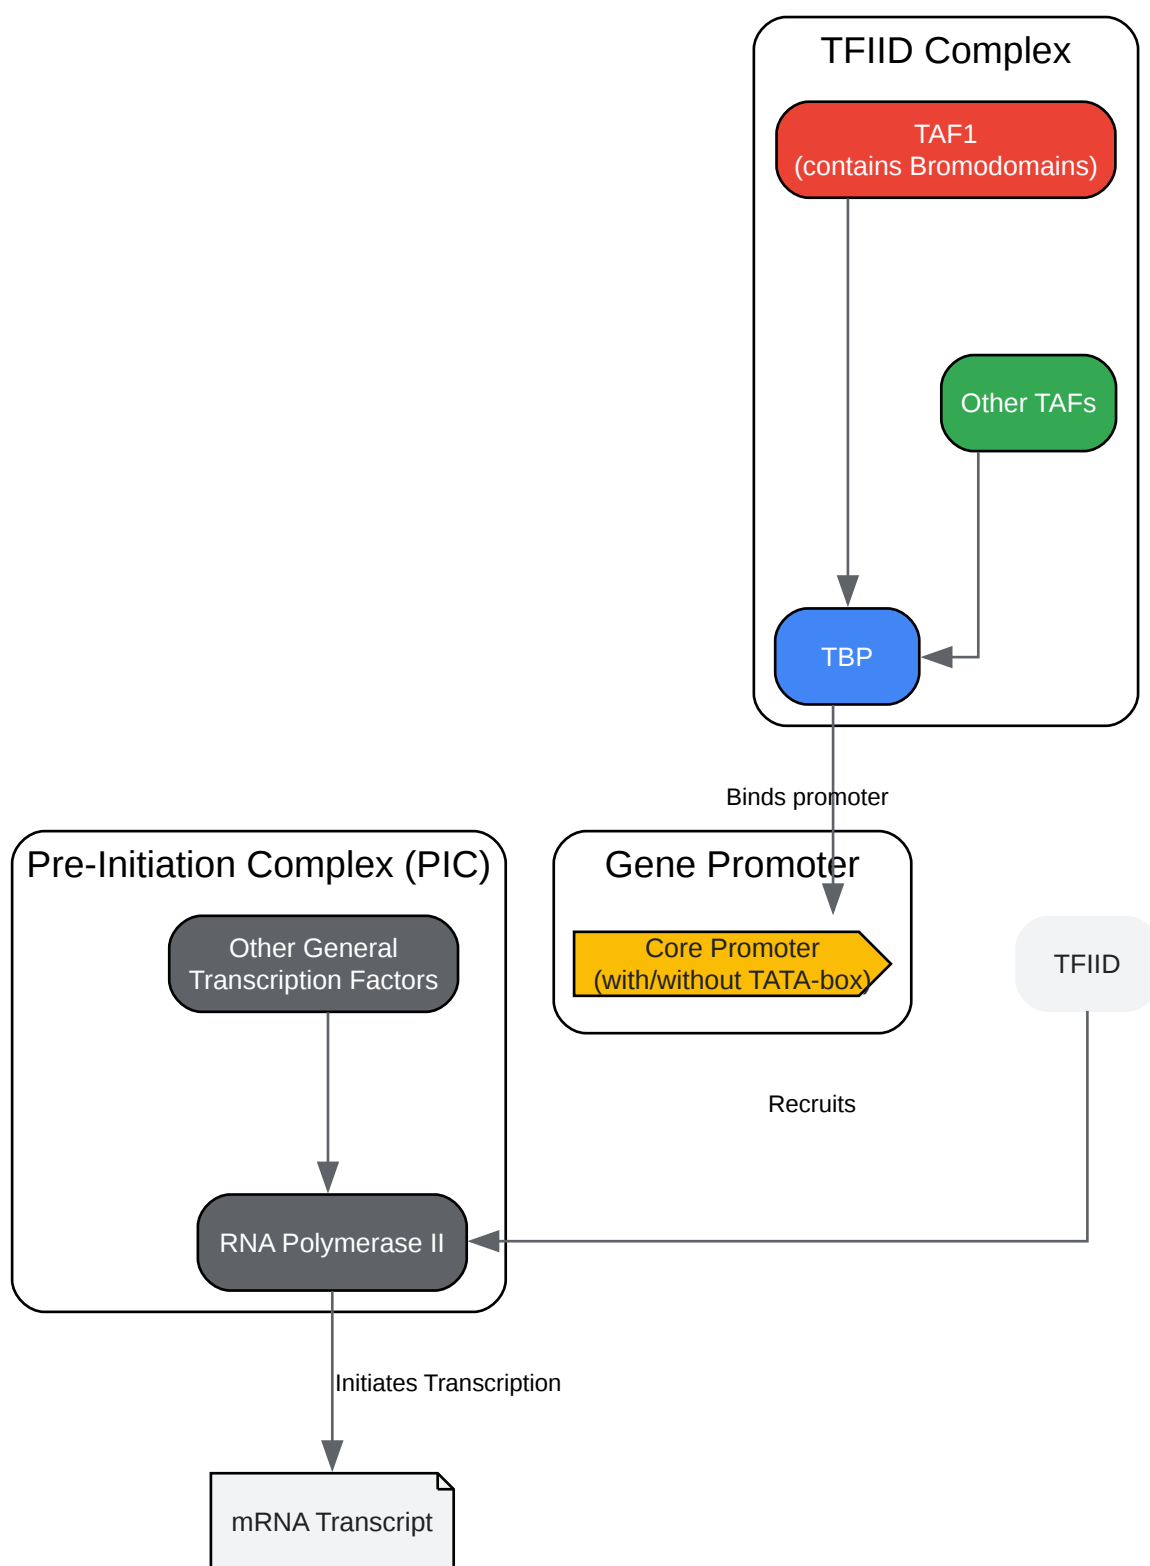 TFIID Complex
TAF1
(contains Bromodomains)
Other TAFs
TBP
Binds promoter
Pre-Initiation Complex (PIC)
Gene Promoter
Other General
Transcription Factors
Core Promoter
(with/without TATA-box)
TFIID
Recruits
RNA Polymerase II
Initiates Transcription
mRNA Transcript